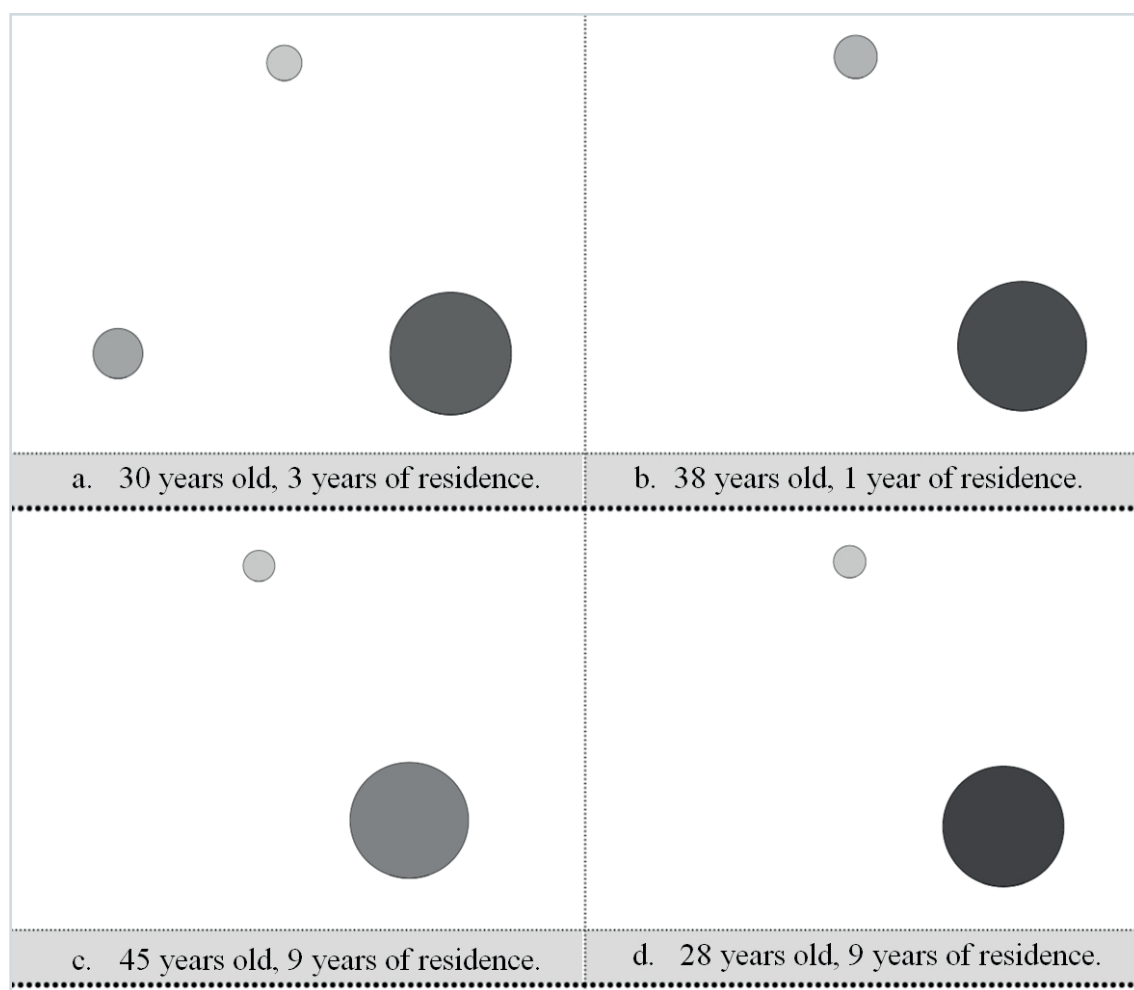 a. 30 years old, 3 years of residence.
b. 38 years old, 1 year of residence.
c. 45 years old, 9 years of residence.
d. 28 years old, 9 years of residence.